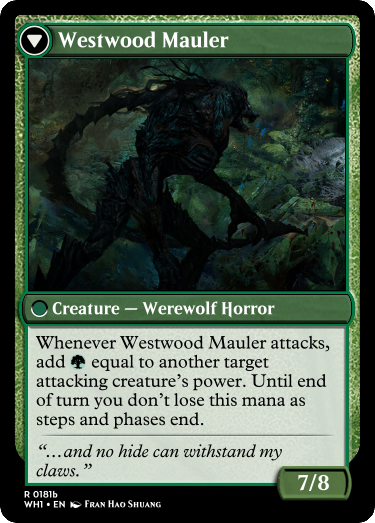 Westwood Mauler
Creature — Werewolf Horror
Whenever Westwood Mauler attacks,
add equal to another target
attacking creature's power. Until end
of turn you don't lose this mana as
steps and phases end.
“…and no hide can withstand my
claws.”
7/8
R 0181b
WH1 • EN Fran Hao Shuang